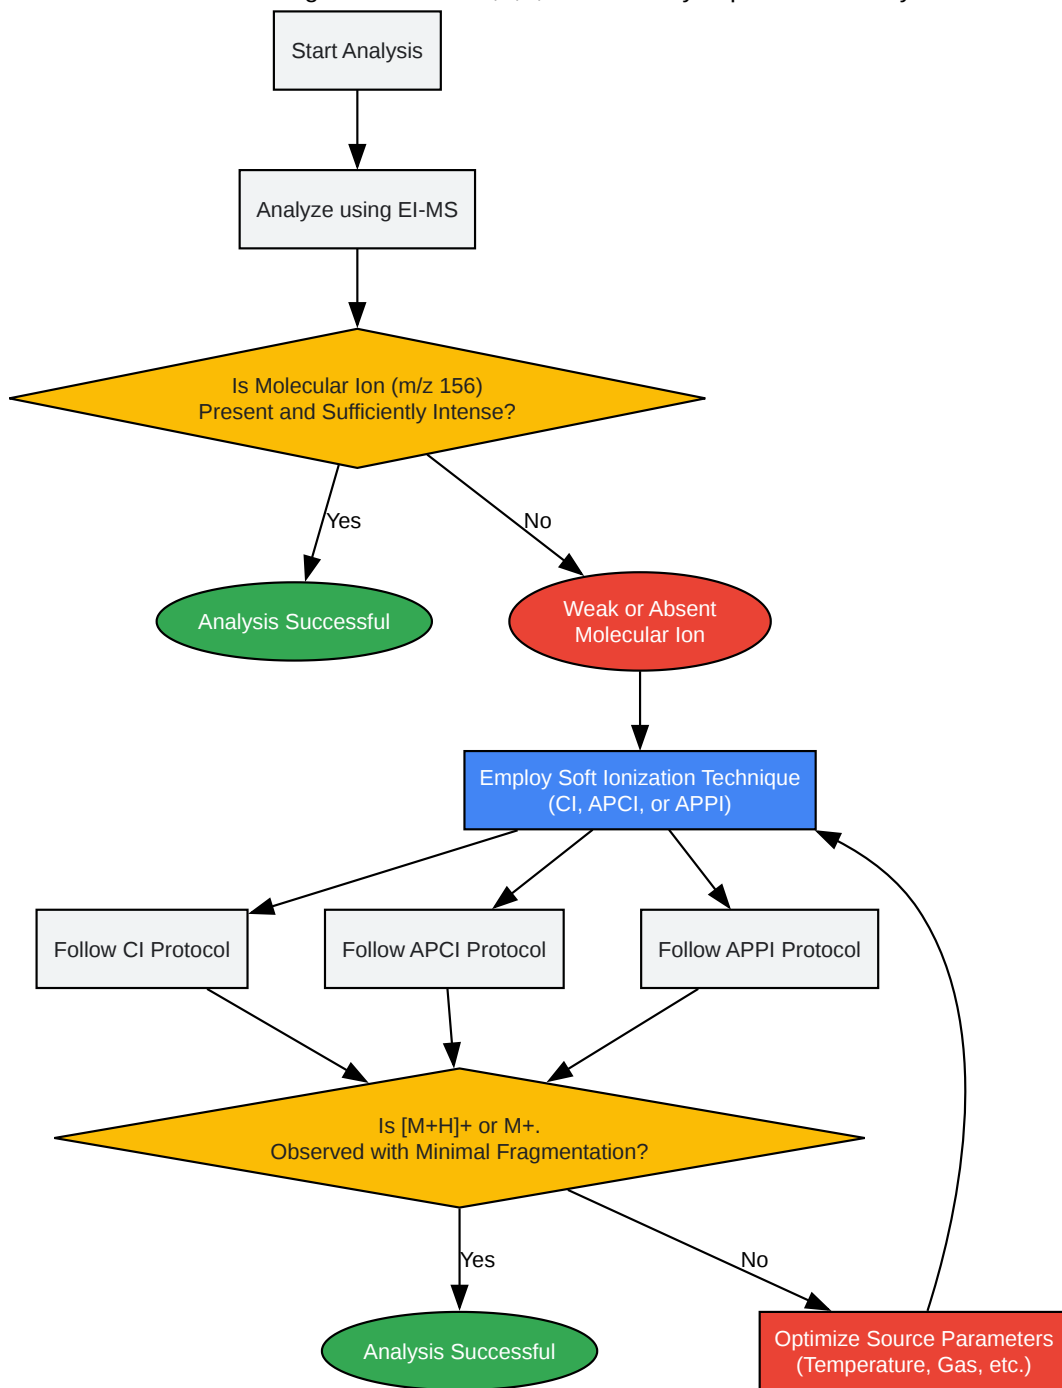 Start Analysis
Analyze using EI-MS
Is Molecular Ion (m/z 156)
Present and Sufficiently Intense?
Yes
No
Analysis Successful
Weak or Absent
Molecular Ion
Employ Soft Ionization Technique
(CI, APCI, or APPI)
Follow CI Protocol
Follow APCI Protocol
Follow APPI Protocol
Is [M+H]+ or M+.
Observed with Minimal Fragmentation?
Yes
No
Analysis Successful
Optimize Source Parameters
(Temperature, Gas, etc.)